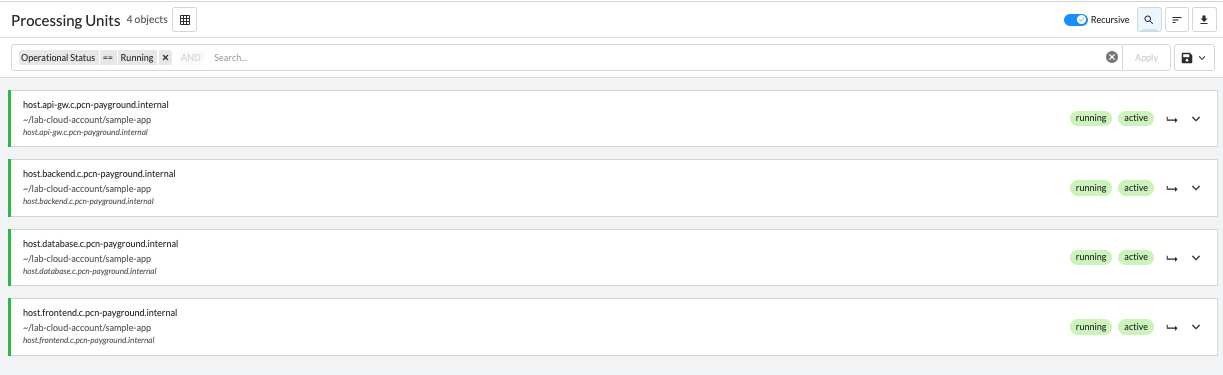 Processing Units 4 objects
Recursive
Operational Status == Running × AND Search... Apply
host.api-gw.c.pcn-payground.internal
~/lab-cloud-account/sample-app
host.api-gw.c.pcn-payground.internal
running active
host.backend.c.pcn-payground.internal
~/lab-cloud-account/sample-app
host.backend.c.pcn-payground.internal
running active
host.database.c.pcn-payground.internal
~/lab-cloud-account/sample-app
host.database.c.pcn-payground.internal
running active
host.frontend.c.pcn-payground.internal
~/lab-cloud-account/sample-app
host.frontend.c.pcn-payground.internal
running active